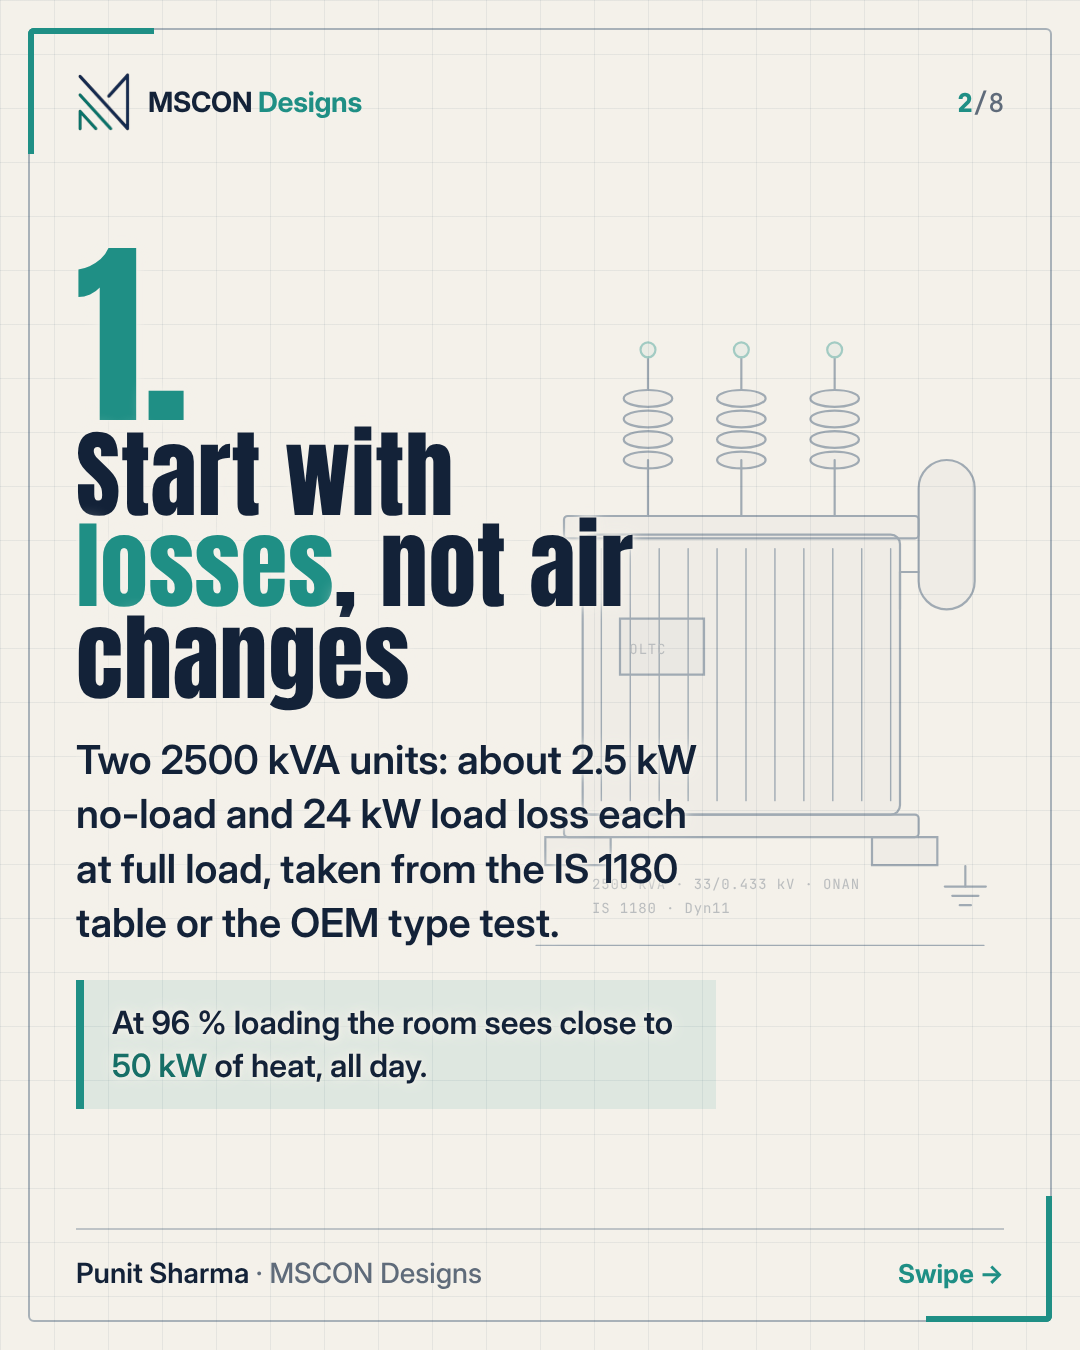 MSCON Designs
2/8
1.
Start with
losses, not air
changes
OLTC
Two 2500 kVA units: about 2.5 kW
no-load and 24 kW load loss each
at full load, taken from the IS 1180
table or the OEM type test.
2500 kVA · 33/0.433 kV · ONAN
IS 1180 · Dyn11
At 96 % loading the room sees close to
50 kW of heat, all day.
Punit Sharma · MSCON Designs
Swipe →